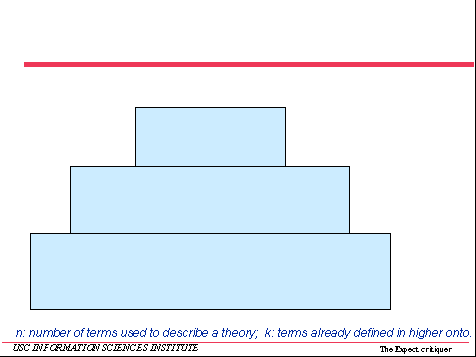 n: number of terms used to describe a theory; k: terms already defined in higher onto
USC INFORMATION SCIENCES INSTITUTE
The Expect critiquer